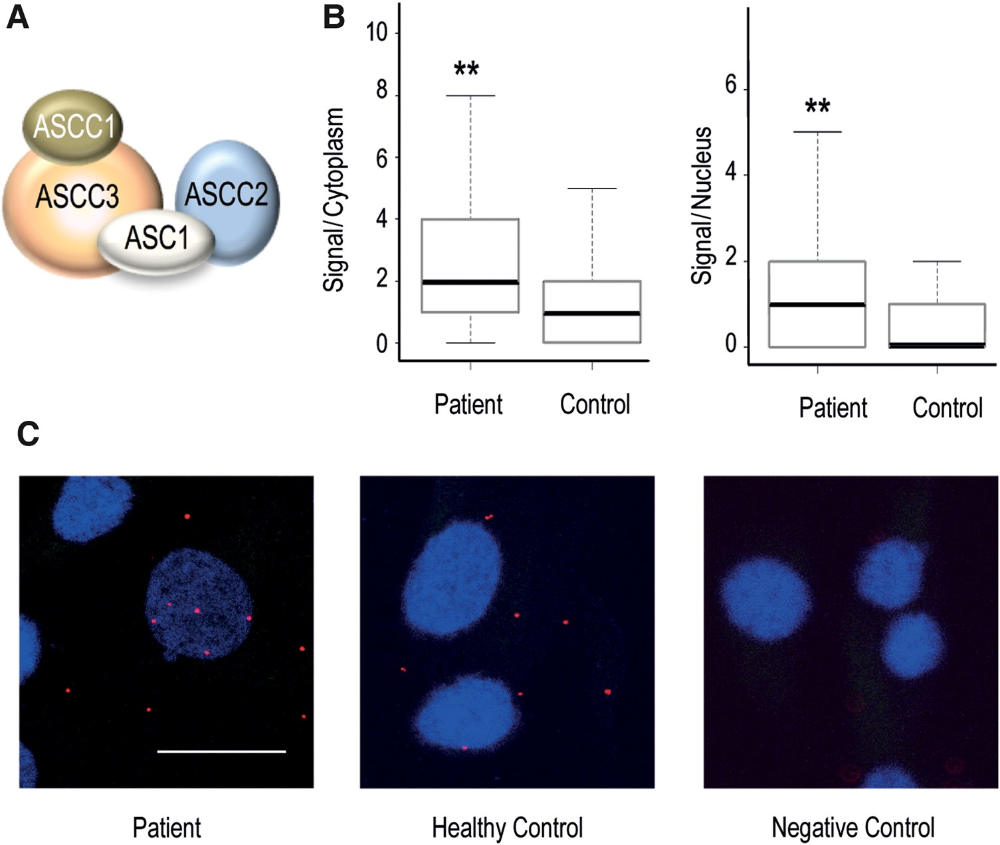 A
ASCC1
ASCC3
ASCC2
ASC1
B
Signal/Cytoplasm
10
8
6
4
2
0
**
Patient
Control
Signal/Nucleus
6
4
2
0
**
Patient
Control
C
Patient
Healthy Control
Negative Control